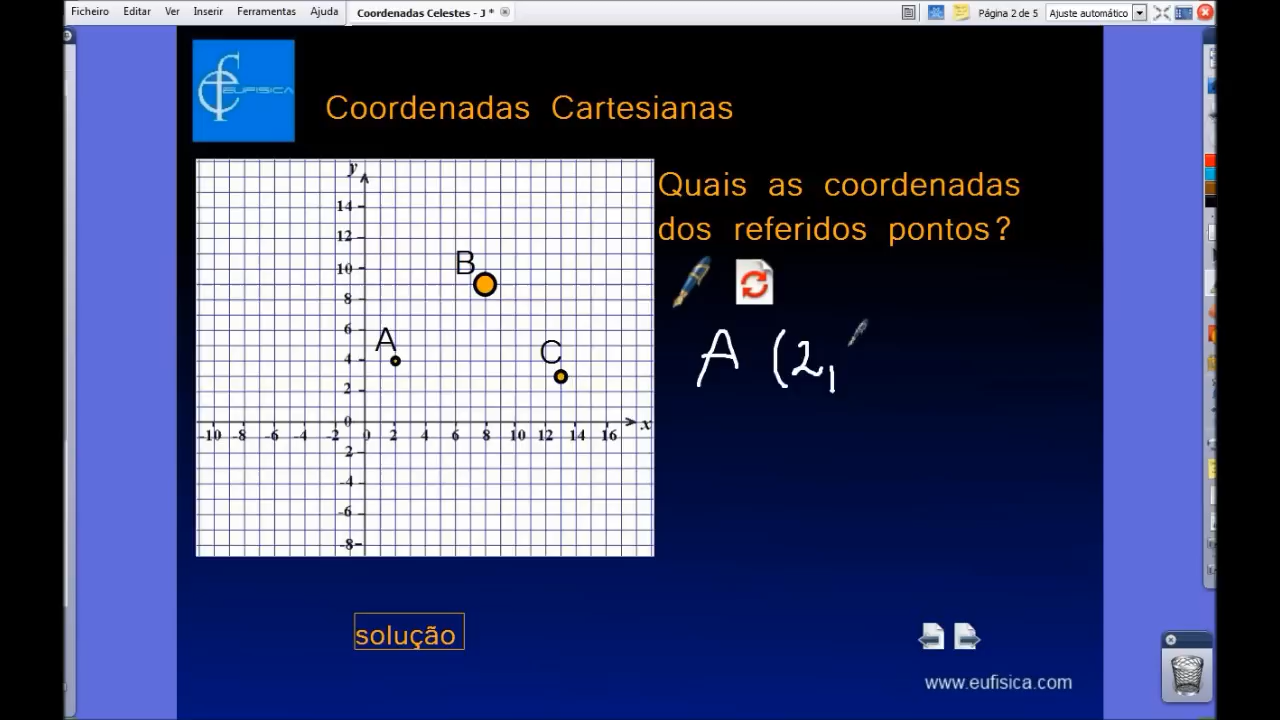 Ficheiro Editar Ver Inserir Ferramentas Ajuda Coordenadas Celestes - J * Página 2 de 5 Ajuste automático
EUFISICA
Coordenadas Cartesianas
Quais as coordenadas
dos referidos pontos?
y
14
12
10
8
6
4
2
0
-2
-4
-6
-8
B
A
C
-10 -8 -6 -4 -2 0 2 4 6 8 10 12 14 16 x
A (2,
solução
www.eufisica.com